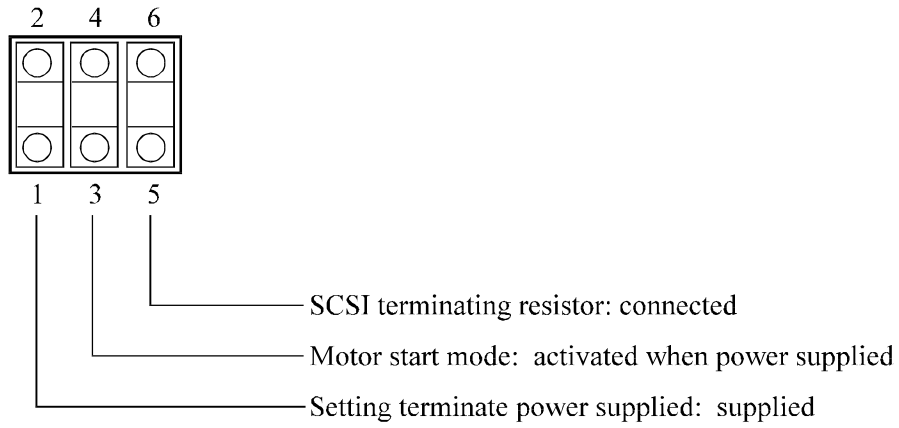 2 4 6
1 3 5
SCSI terminating resistor: connected
Motor start mode: activated when power supplied
Setting terminate power supplied: supplied